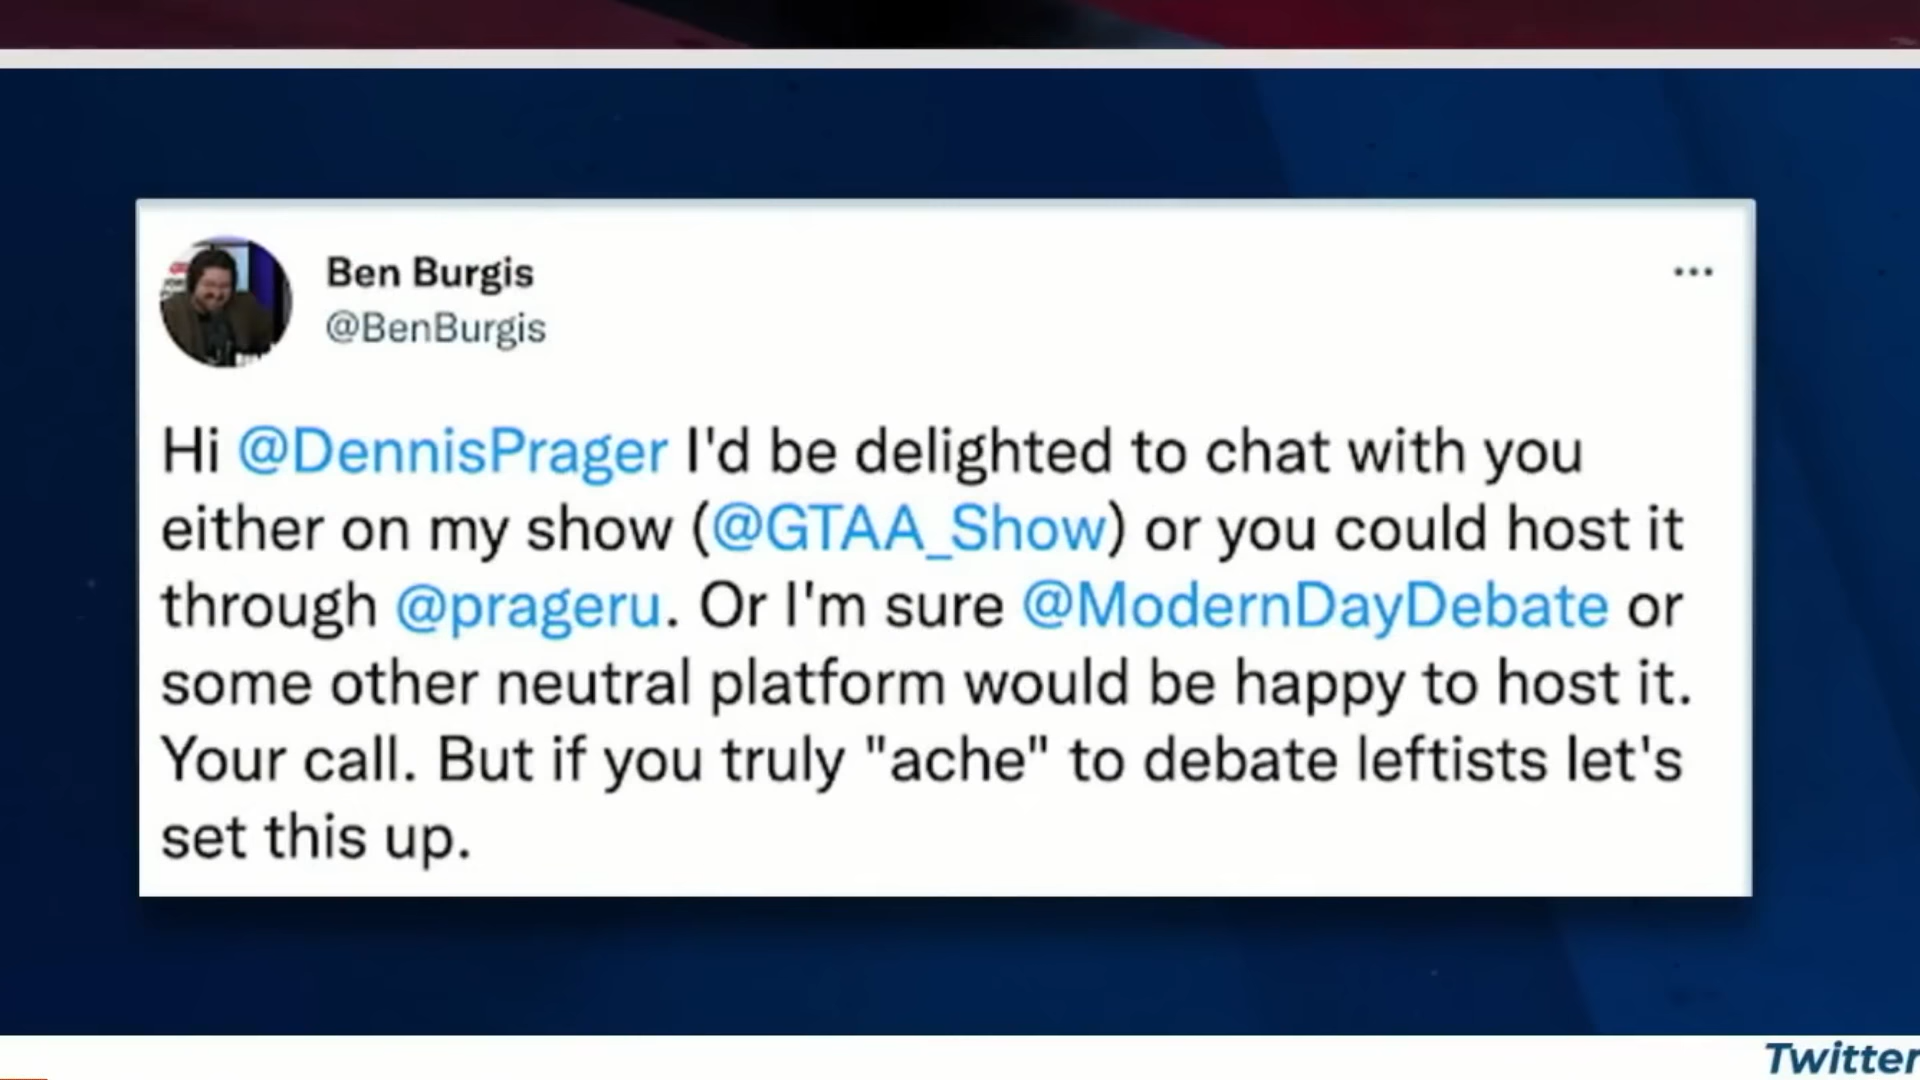 Ben Burgis
@BenBurgis
Hi @DennisPrager I'd be delighted to chat with you
either on my show (@GTAA_Show) or you could host it
through @prageru. Or I'm sure @ModernDayDebate or
some other neutral platform would be happy to host it.
Your call. But if you truly "ache" to debate leftists let's
set this up.
Twitter